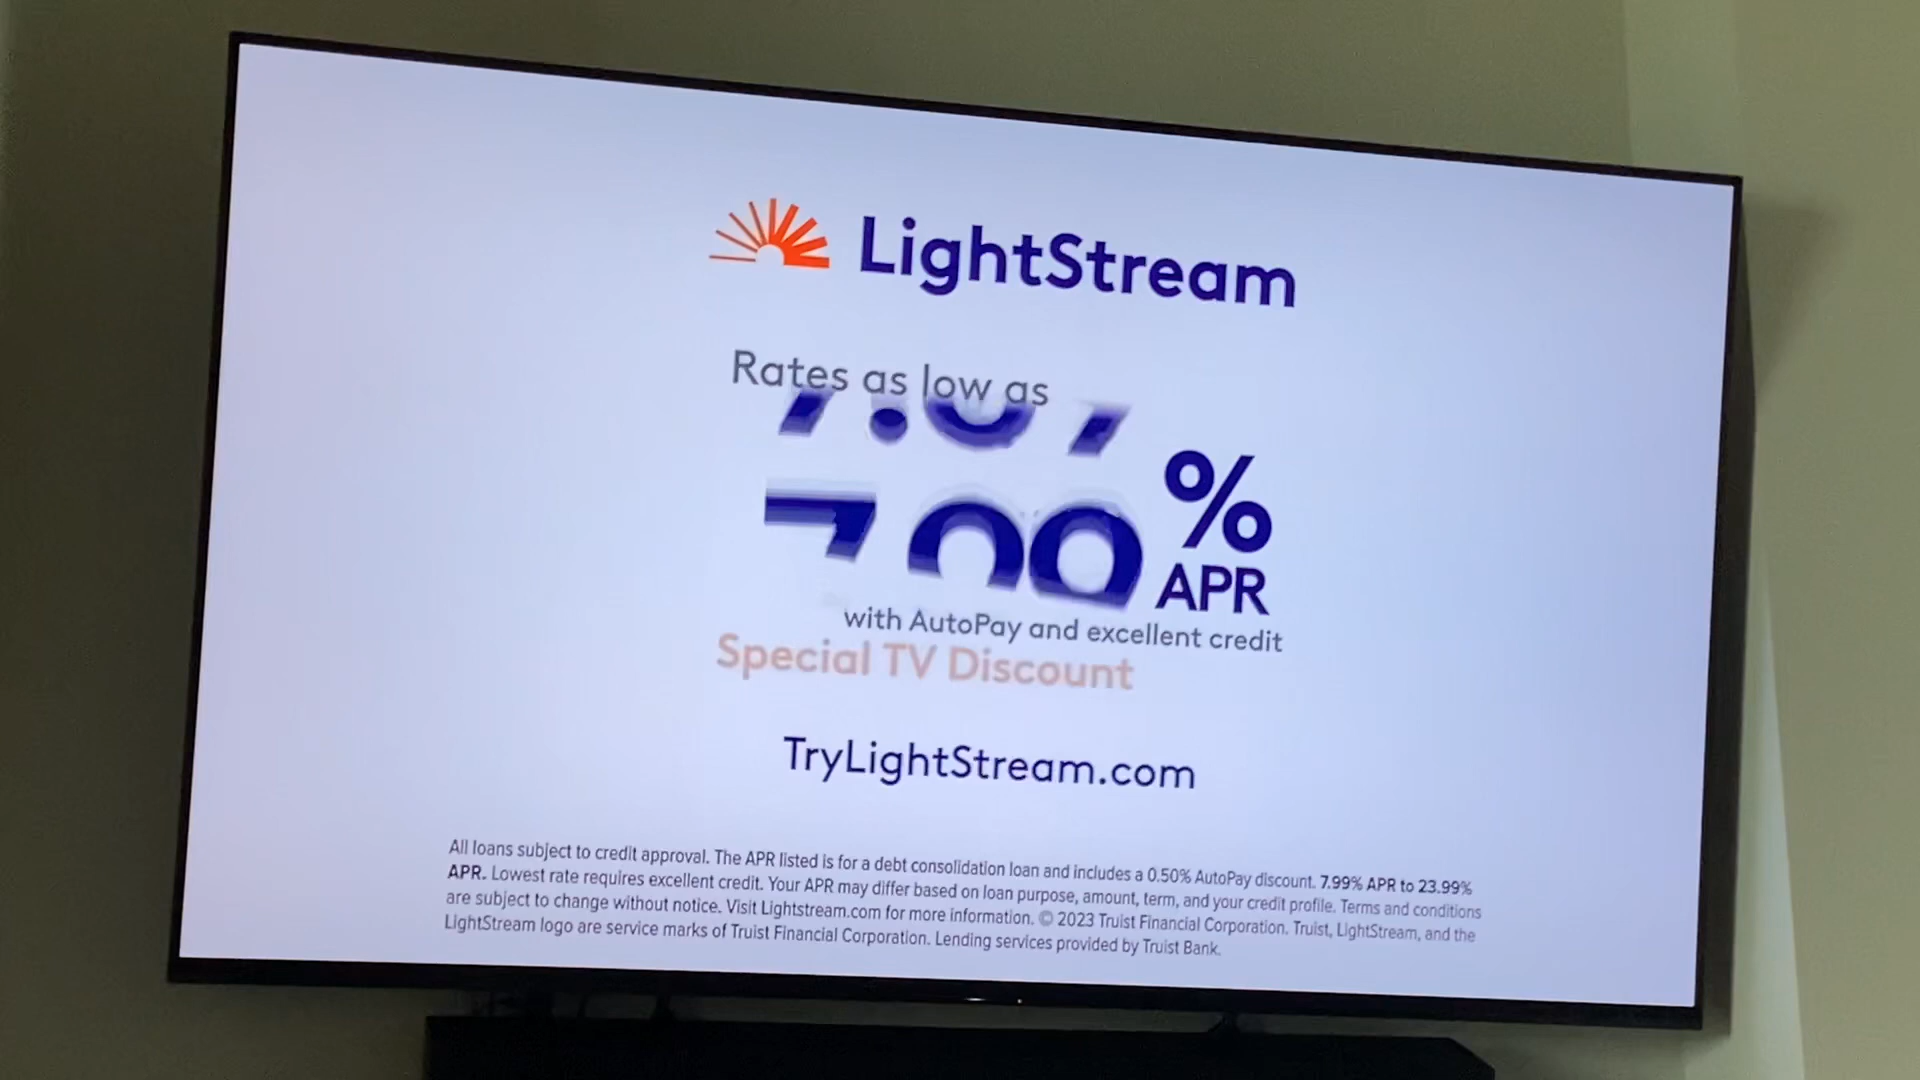 LightStream
Rates as low as
%
APR
with AutoPay and excellent credit
Special TV Discount
TryLightStream.com
All loans subject to credit approval. The APR listed is for a debt consolidation loan and includes a 0.50% AutoPay discount. 7.99% APR to 23.99%
APR. Lowest rate requires excellent credit. Your APR may differ based on loan purpose, amount, term, and your credit profile. Terms and conditions
are subject to change without notice. Visit Lightstream.com for more information. © 2023 Truist Financial Corporation. Truist, LightStream, and the
LightStream logo are service marks of Truist Financial Corporation. Lending services provided by Truist Bank.